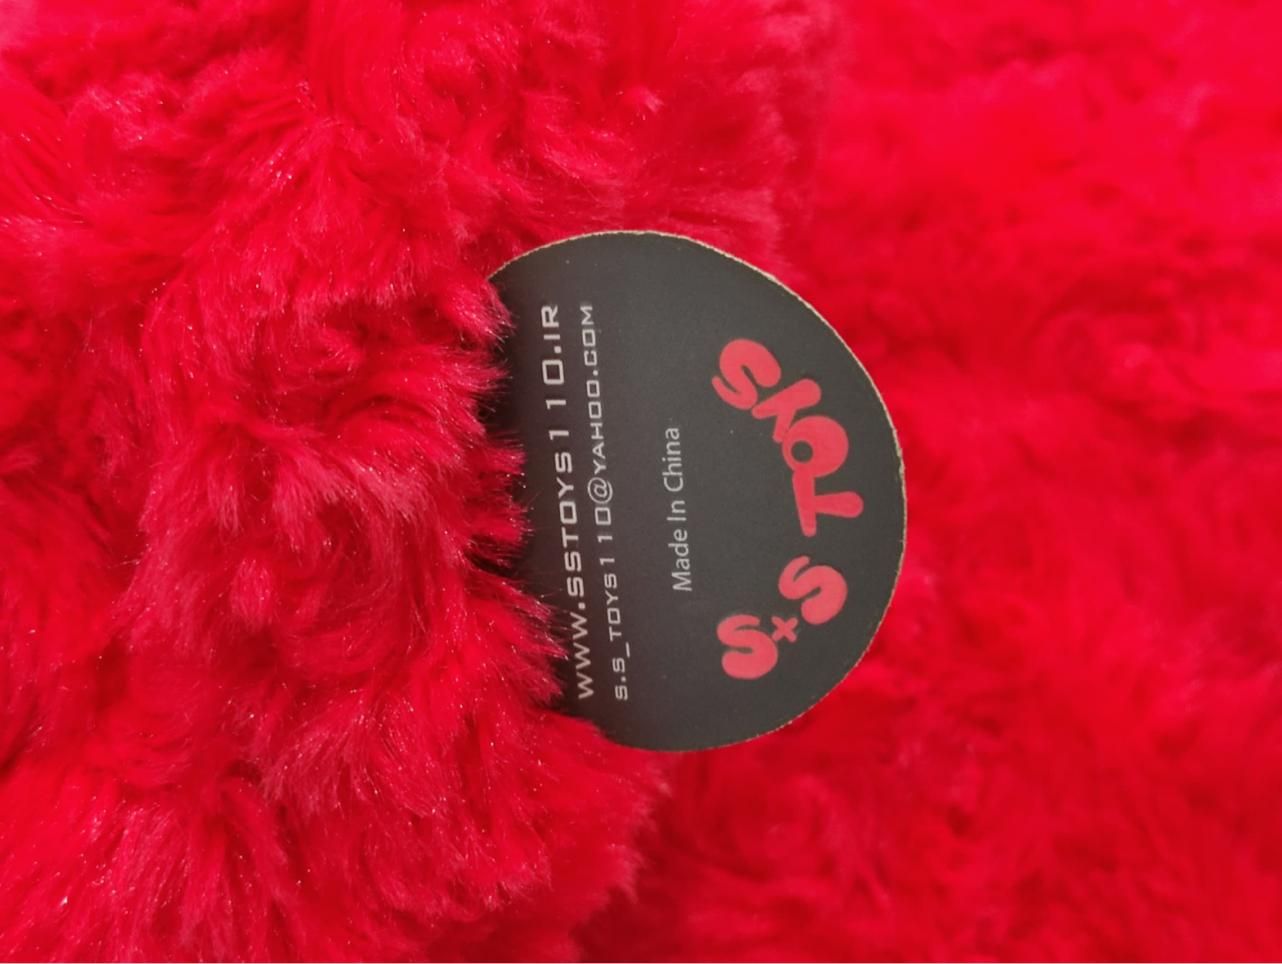 S×S TOYS
Made In China
S.S_TOYS110@YAHOO.COM
WWW.SSTOYS110.IR